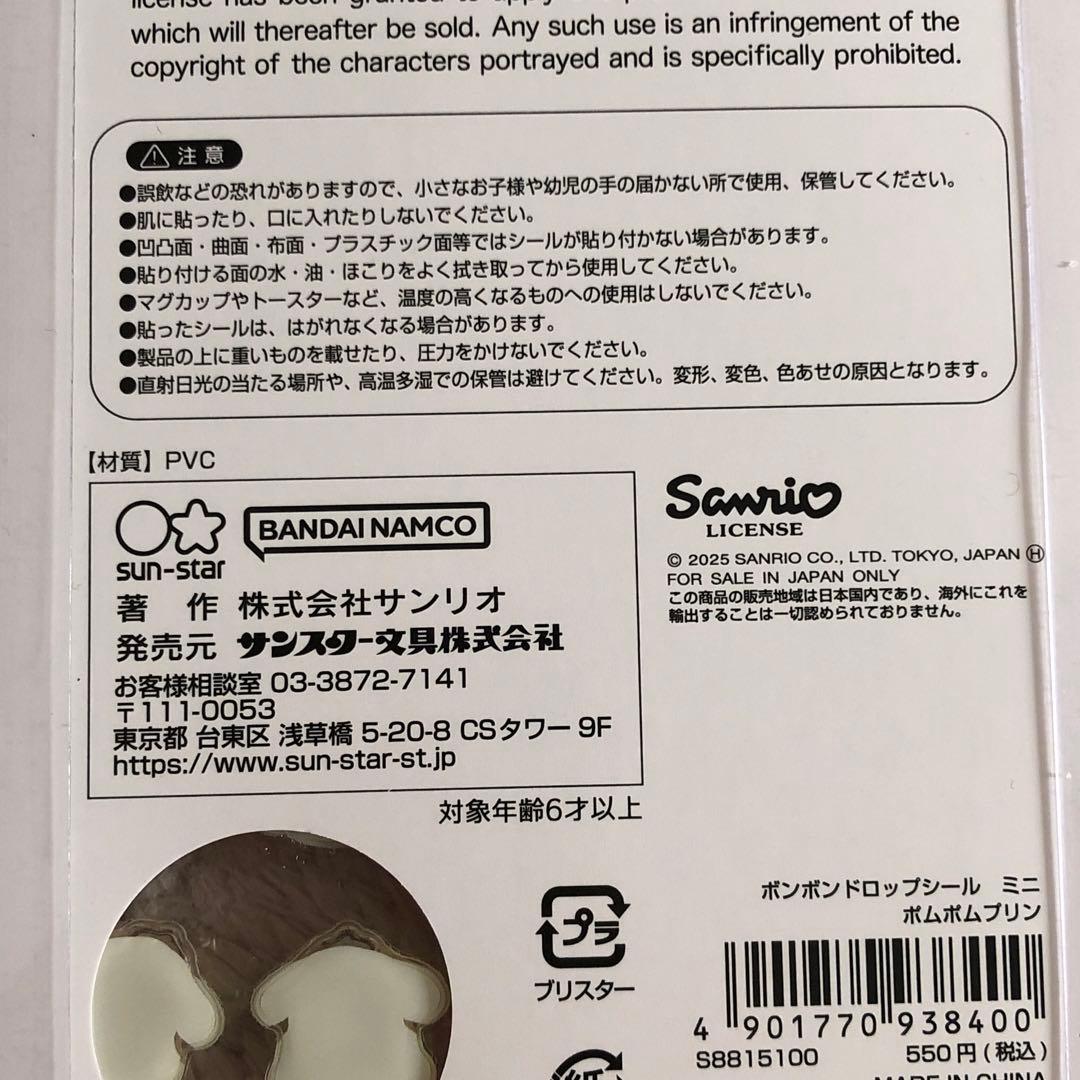 license has been granted to apply
which will thereafter be sold. Any such use is an infringement of the
copyright of the characters portrayed and is specifically prohibited.
注意
●誤飲などの恐れがありますので、小さなお子様や幼児の手の届かない所で使用、保管してください。
●肌に貼ったり、口に入れたりしないでください。
●凹凸面・曲面・布面・プラスチック面等ではシールが貼り付かない場合があります。
●貼り付ける面の水・油・ほこりをよく拭き取ってから使用してください。
●マグカップやトースターなど、温度の高くなるものへの使用はしないでください。
●貼ったシールは、はがれなくなる場合があります。
●製品の上に重いものを載せたり、圧力をかけないでください。
●直射日光の当たる場所や、高温多湿での保管は避けてください。変形、変色、色あせの原因となります。
【材質】PVC
sun-star
BANDAI NAMCO
著 作 株式会社サンリオ
発売元 サンスター文具株式会社
お客様相談室 03-3872-7141
〒111-0053
東京都 台東区 浅草橋 5-20-8 CSタワー 9F
https://www.sun-star-st.jp
Sanrio
LICENSE
© 2025 SANRIO CO., LTD. TOKYO, JAPAN Ⓗ
FOR SALE IN JAPAN ONLY
この商品の販売地域は日本国内であり、海外にこれを
輸出することは一切認められておりません。
対象年齢6才以上
プラ
ブリスター
ボンボンドロップシール ミニ
ポムポムプリン
4 901770 938400
S8815100 550円(税込)
MADE IN CHINA